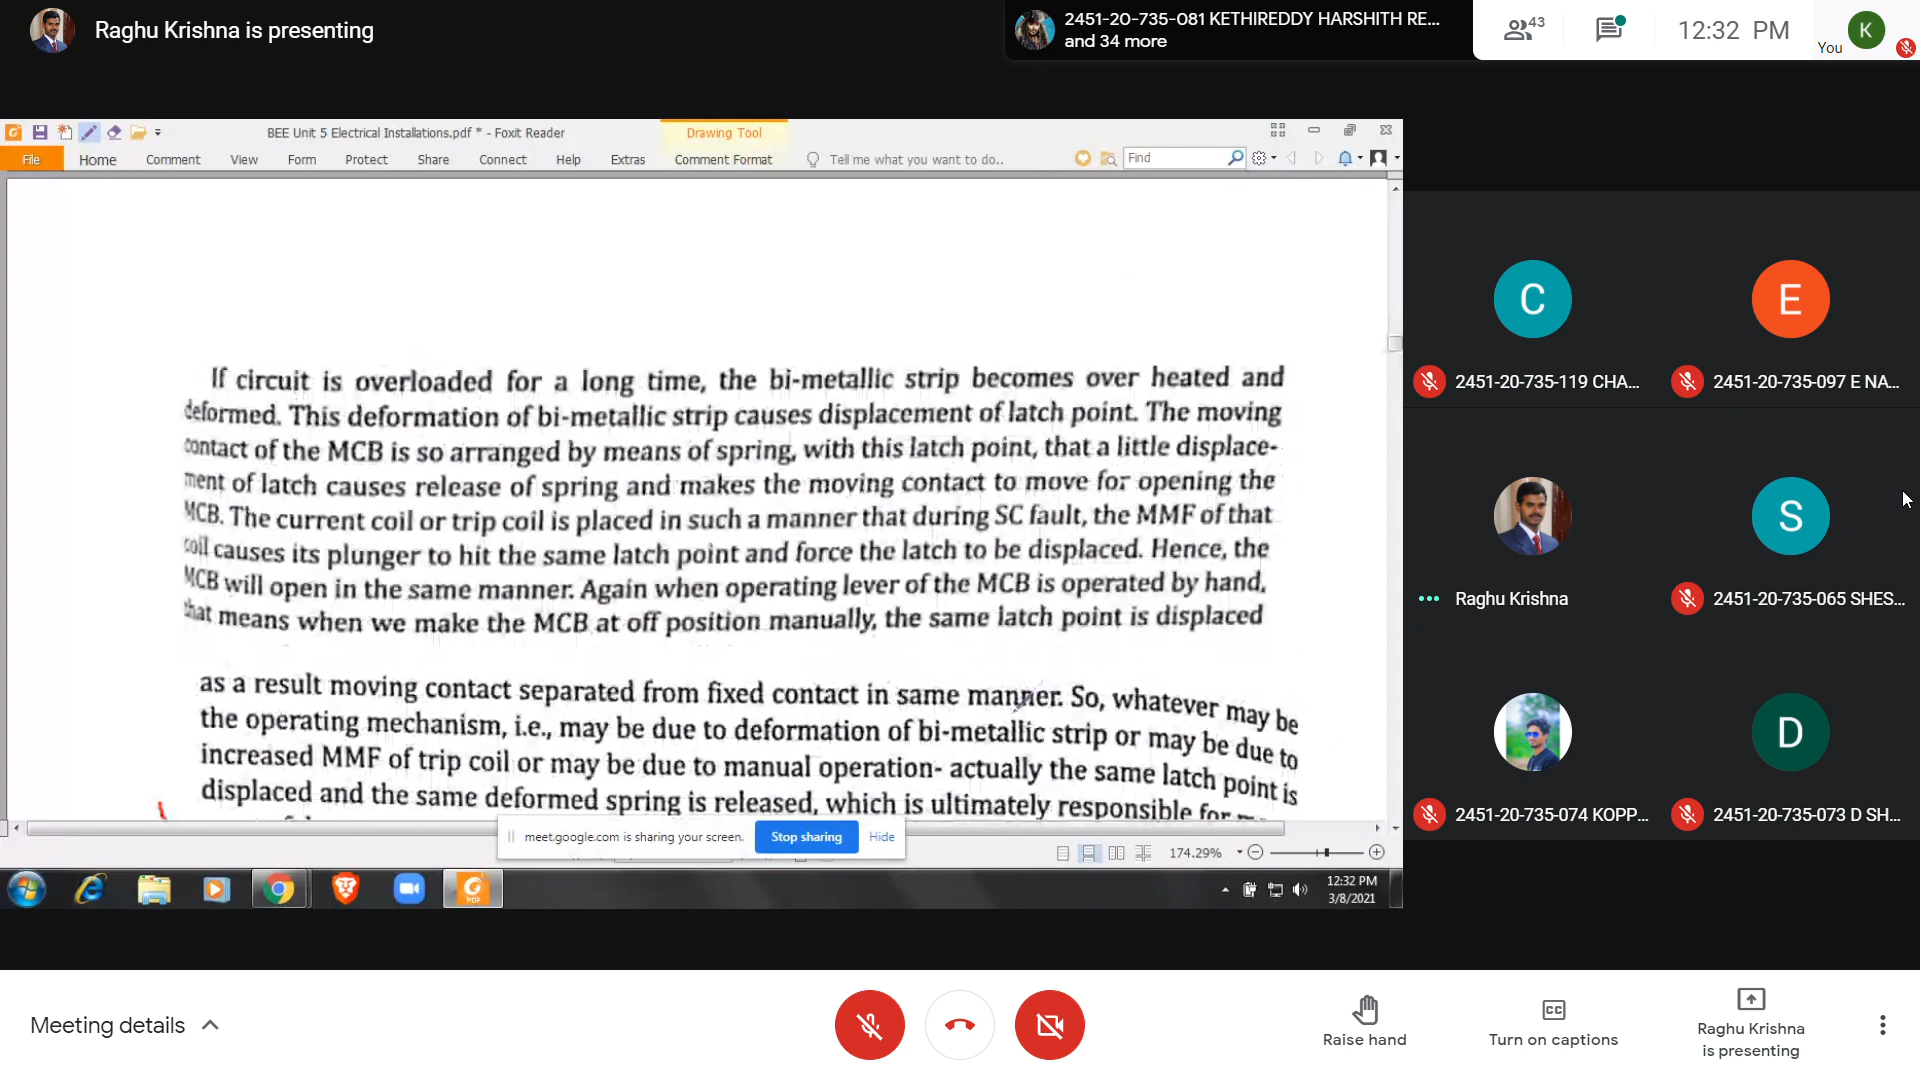 Raghu Krishna is presenting
2451-20-735-081 KETHIREDDY HARSHITH RE...
and 34 more
43
12:32 PM
You
K
BEE Unit 5 Electrical Installations.pdf * - Foxit Reader
Drawing Tool
File Home Comment View Form Protect Share Connect Help Extras Comment Format Tell me what you want to do.. Find
If circuit is overloaded for a long time, the bi-metallic strip becomes over heated and
deformed. This deformation of bi-metallic strip causes displacement of latch point. The moving
contact of the MCB is so arranged by means of spring, with this latch point, that a little displace-
ment of latch causes release of spring and makes the moving contact to move for opening the
MCB. The current coil or trip coil is placed in such a manner that during SC fault, the MMF of that
coil causes its plunger to hit the same latch point and force the latch to be displaced. Hence, the
MCB will open in the same manner. Again when operating lever of the MCB is operated by hand,
that means when we make the MCB at off position manually, the same latch point is displaced
as a result moving contact separated from fixed contact in same manner. So, whatever may be
the operating mechanism, i.e., may be due to deformation of bi-metallic strip or may be due to
increased MMF of trip coil or may be due to manual operation- actually the same latch point is
displaced and the same deformed spring is released, which is ultimately responsible for
meet.google.com is sharing your screen. Stop sharing Hide
174.29%
12:32 PM
3/8/2021
C
E
2451-20-735-119 CHA...
2451-20-735-097 E NA...
S
Raghu Krishna
2451-20-735-065 SHES...
D
2451-20-735-074 KOPP...
2451-20-735-073 D SH...
Meeting details
Raise hand
Turn on captions
Raghu Krishna
is presenting